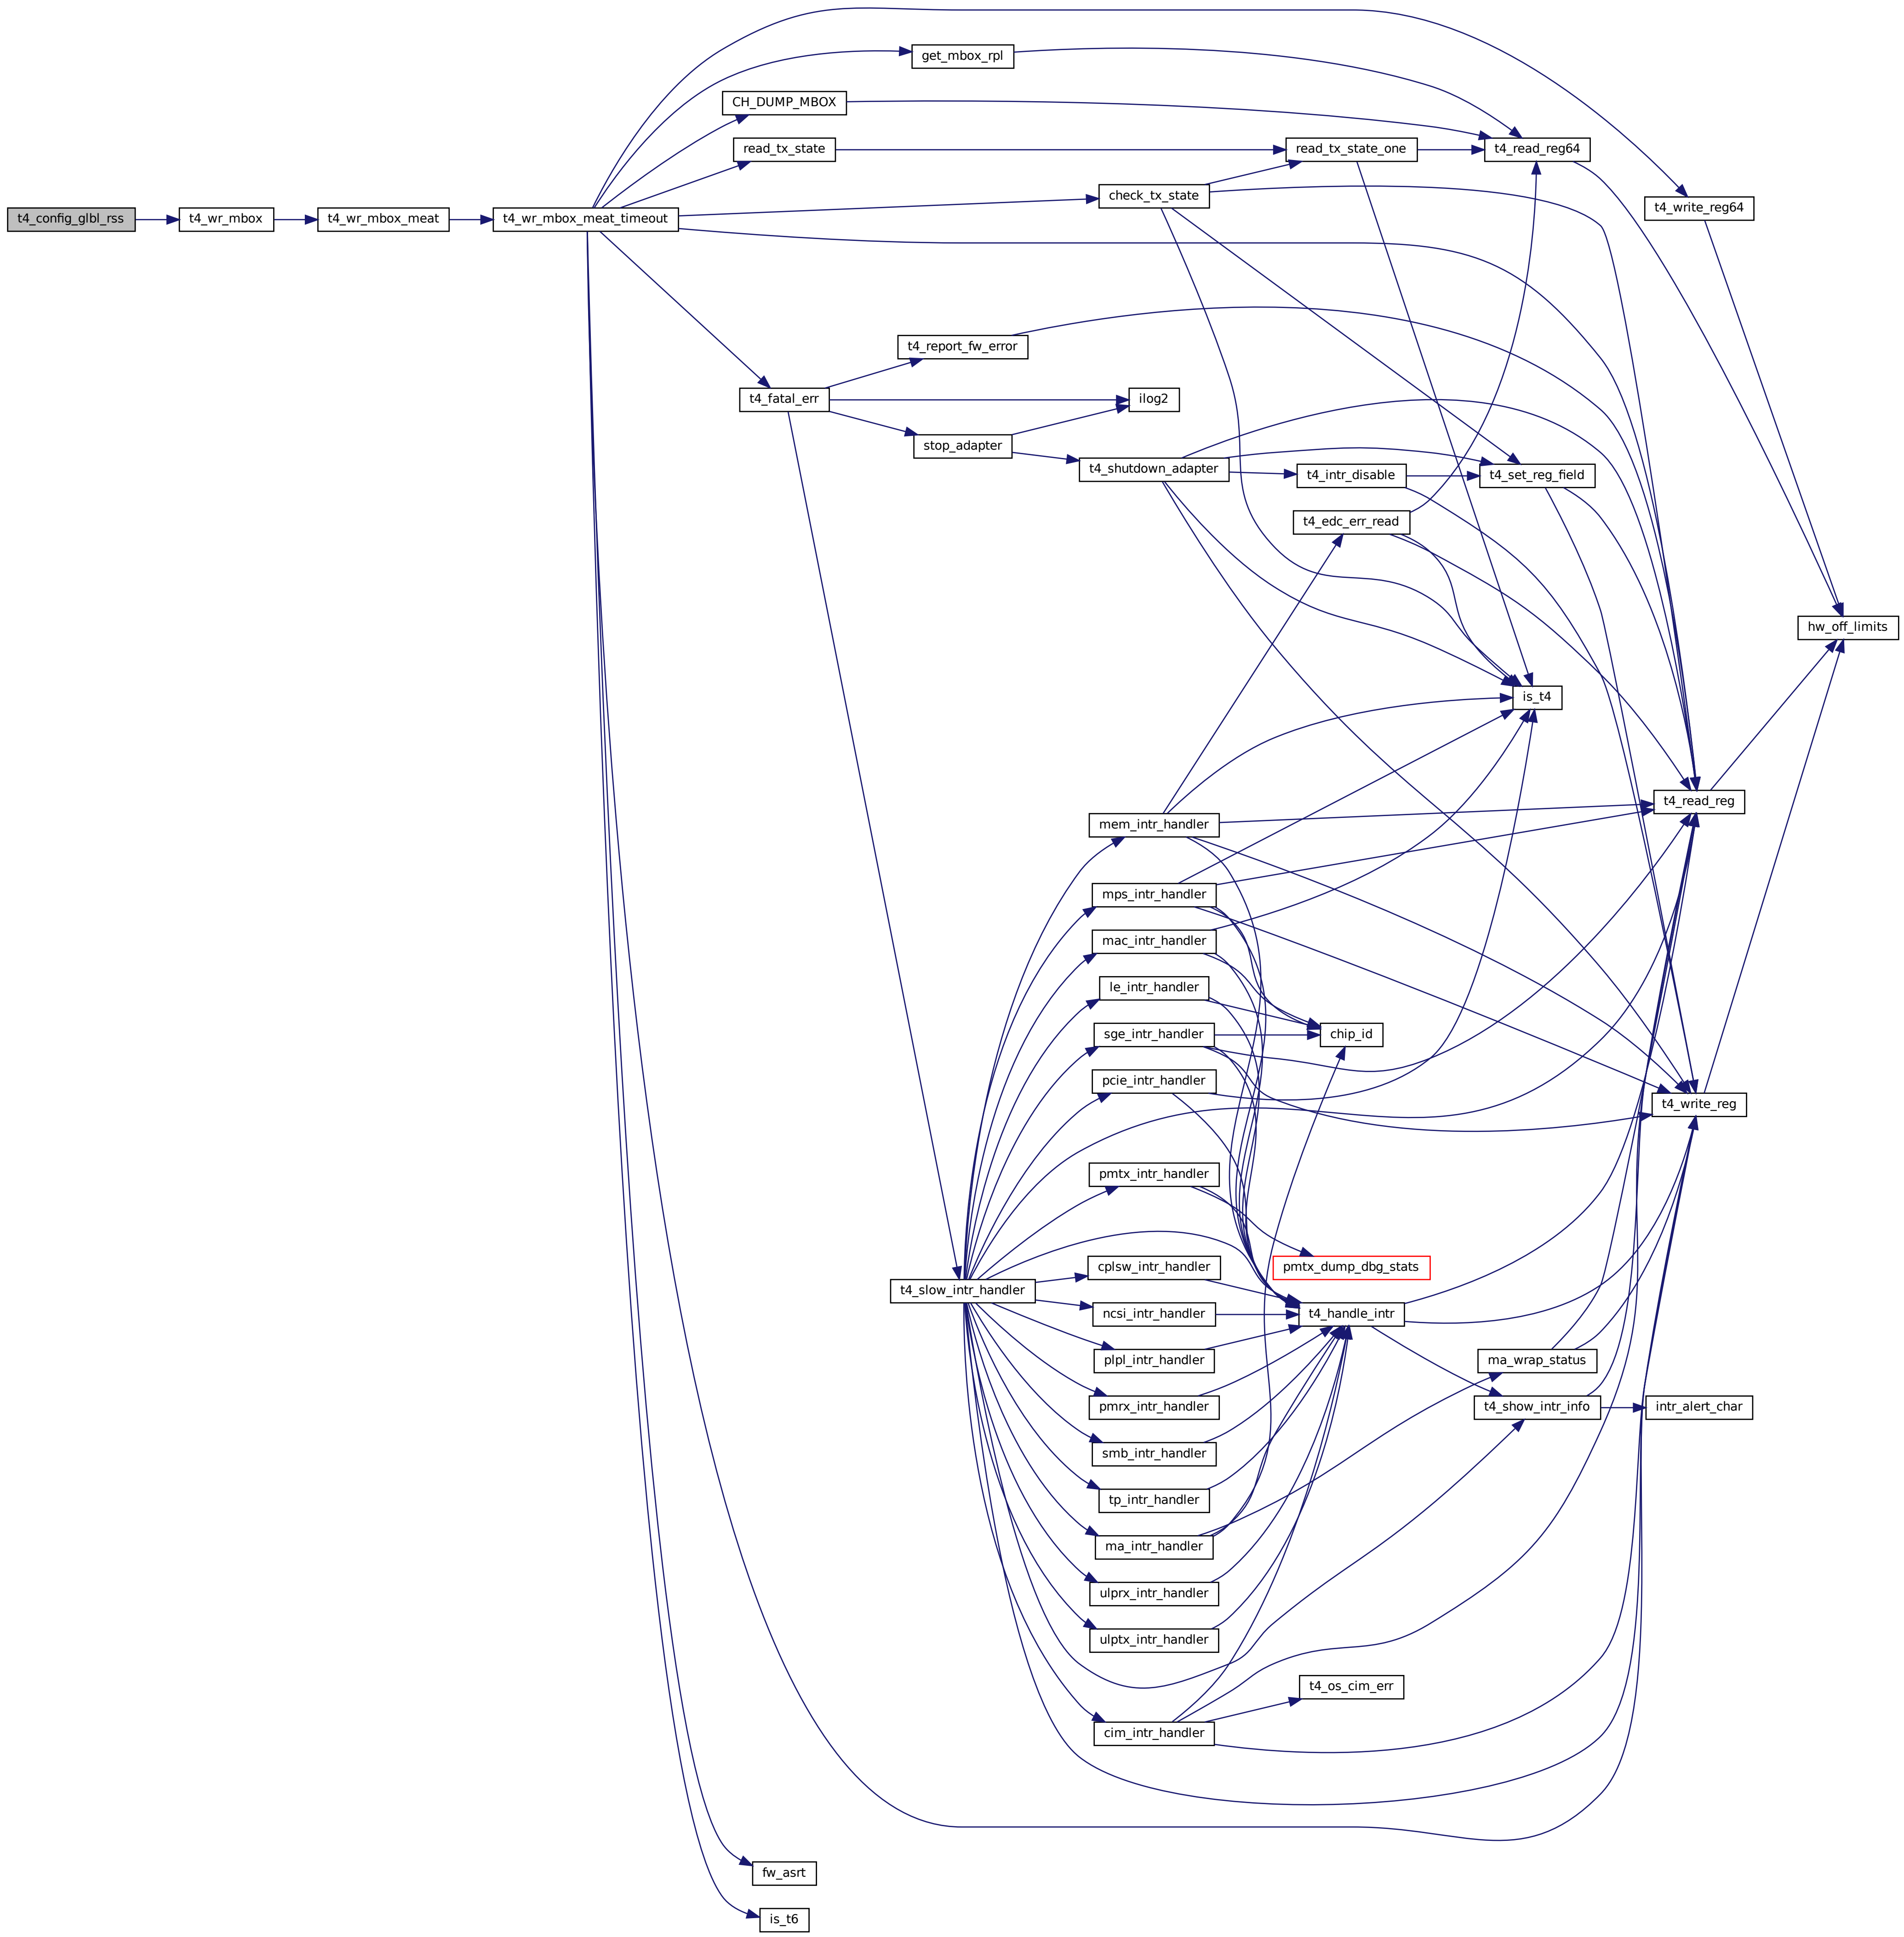 get_mbox_rpl
CH_DUMP_MBOX
read_tx_state
read_tx_state_one
t4_read_reg64
check_tx_state
t4_write_reg64
t4_config_glbl_rss
t4_wr_mbox
t4_wr_mbox_meat
t4_wr_mbox_meat_timeout
t4_report_fw_error
t4_fatal_err
ilog2
stop_adapter
t4_shutdown_adapter
t4_intr_disable
t4_set_reg_field
t4_edc_err_read
hw_off_limits
is_t4
t4_read_reg
mem_intr_handler
mps_intr_handler
mac_intr_handler
le_intr_handler
sge_intr_handler
chip_id
pcie_intr_handler
t4_write_reg
pmtx_intr_handler
cplsw_intr_handler
pmtx_dump_dbg_stats
t4_slow_intr_handler
ncsi_intr_handler
t4_handle_intr
plpl_intr_handler
ma_wrap_status
pmrx_intr_handler
t4_show_intr_info
intr_alert_char
smb_intr_handler
tp_intr_handler
ma_intr_handler
ulprx_intr_handler
ulptx_intr_handler
t4_os_cim_err
cim_intr_handler
fw_asrt
is_t6